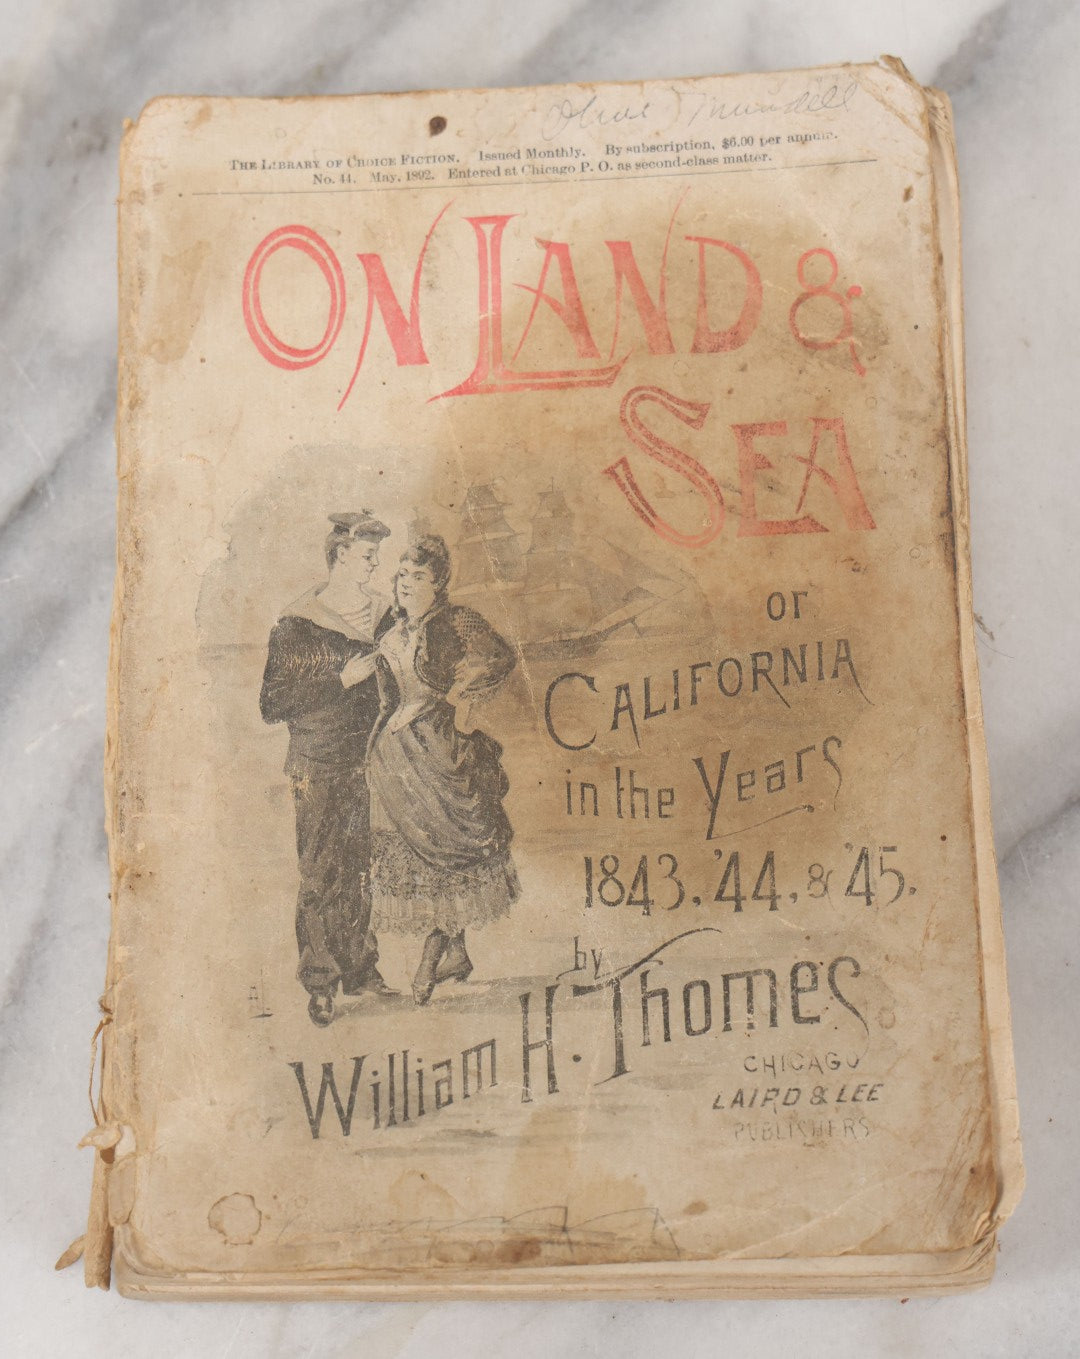 Mundell
THE LIBRARY OF CHOICE FICTION. Issued Monthly. By subscription, $6.00 per annum.
No. 44. May, 1892. Entered at Chicago P. O. as second-class matter.
ON LAND &
SEA
or
CALIFORNIA
in the Years
1843, '44, & '45.
by
William H. Thomes
CHICAGO
LAIRD & LEE
PUBLISHERS